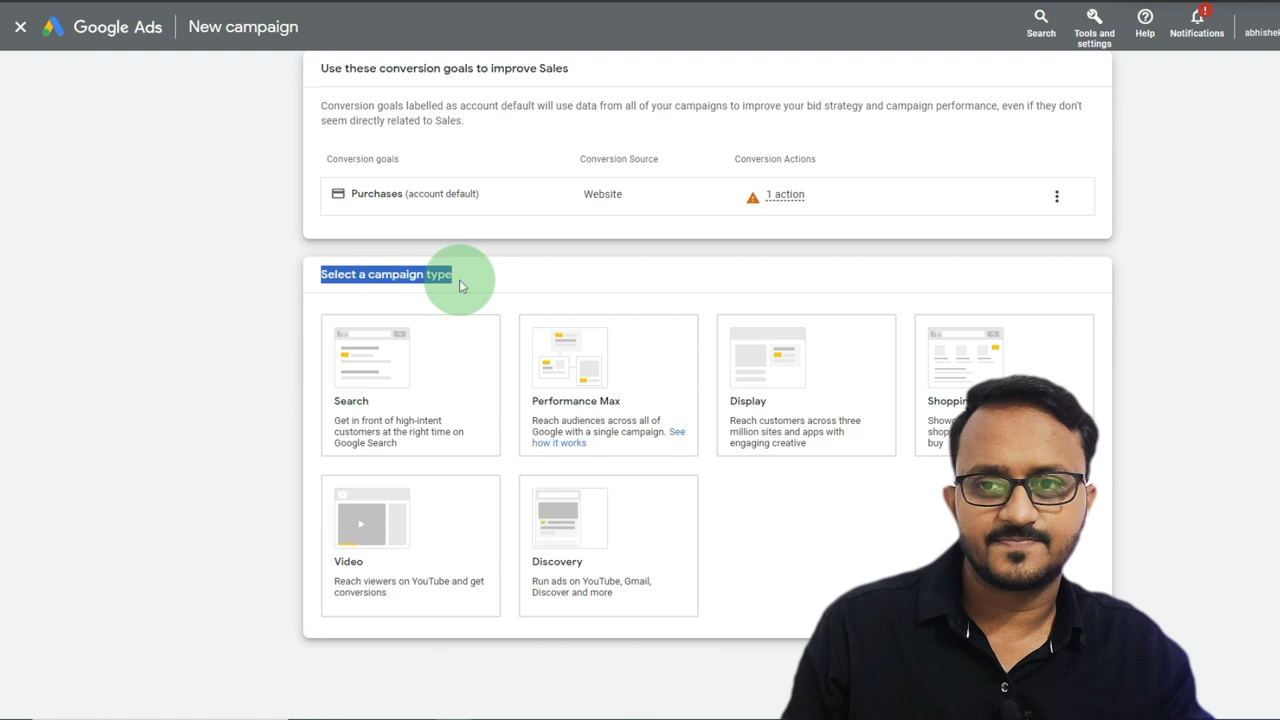 Google Ads
New campaign
Search
Tools and
settings
Help
!
Notifications
Use these conversion goals to improve Sales
Conversion goals labelled as account default will use data from all of your campaigns to improve your bid strategy and campaign performance, even if they don't
seem directly related to Sales.
Conversion goals
Conversion Source
Conversion Actions
Purchases (account default)
Website
1 action
Select a campaign type
Search
Get in front of high-intent
customers at the right time on
Google Search
Performance Max
Reach audiences across all of
Google with a single campaign. See
how it works
Display
Reach customers across three
million sites and apps with
engaging creative
buy
Video
Reach viewers on YouTube and get
conversions
Discovery
Run ads on YouTube, Gmail,
Discover and more